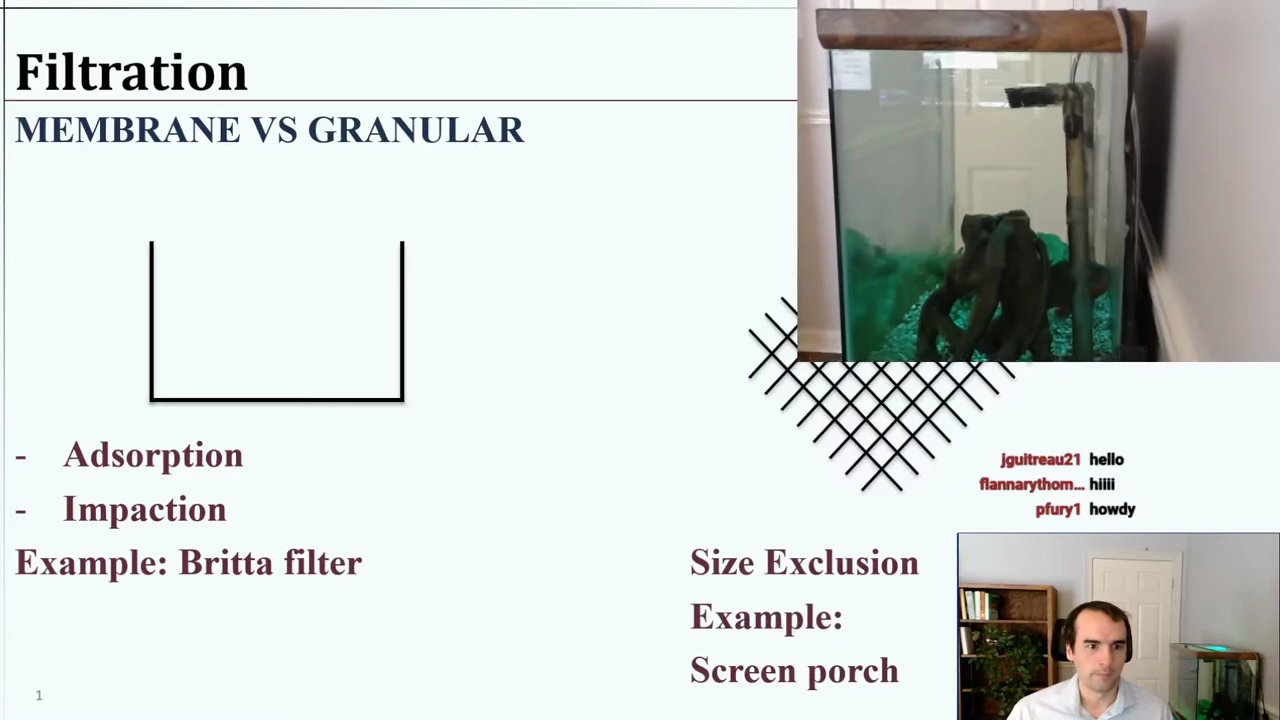 Filtration
MEMBRANE VS GRANULAR
- Adsorption
- Impaction
Example: Britta filter
Size Exclusion
Example:
Screen porch
jguitreau21 hello
flannarythom... hiiii
pfury1 howdy
1